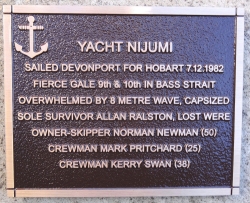 YACHT NIJUMI
SAILED DEVONPORT FOR HOBART 7.12.1982
FIERCE GALE 9th & 10th IN BASS STRAIT
OVERWHELMED BY 8 METRE WAVE, CAPSIZED
SOLE SURVIVOR ALLAN RALSTON, LOST WERE
OWNER-SKIPPER NORMAN NEWMAN (50)
CREWMAN MARK PRITCHARD (25)
CREWMAN KERRY SWAN (38)